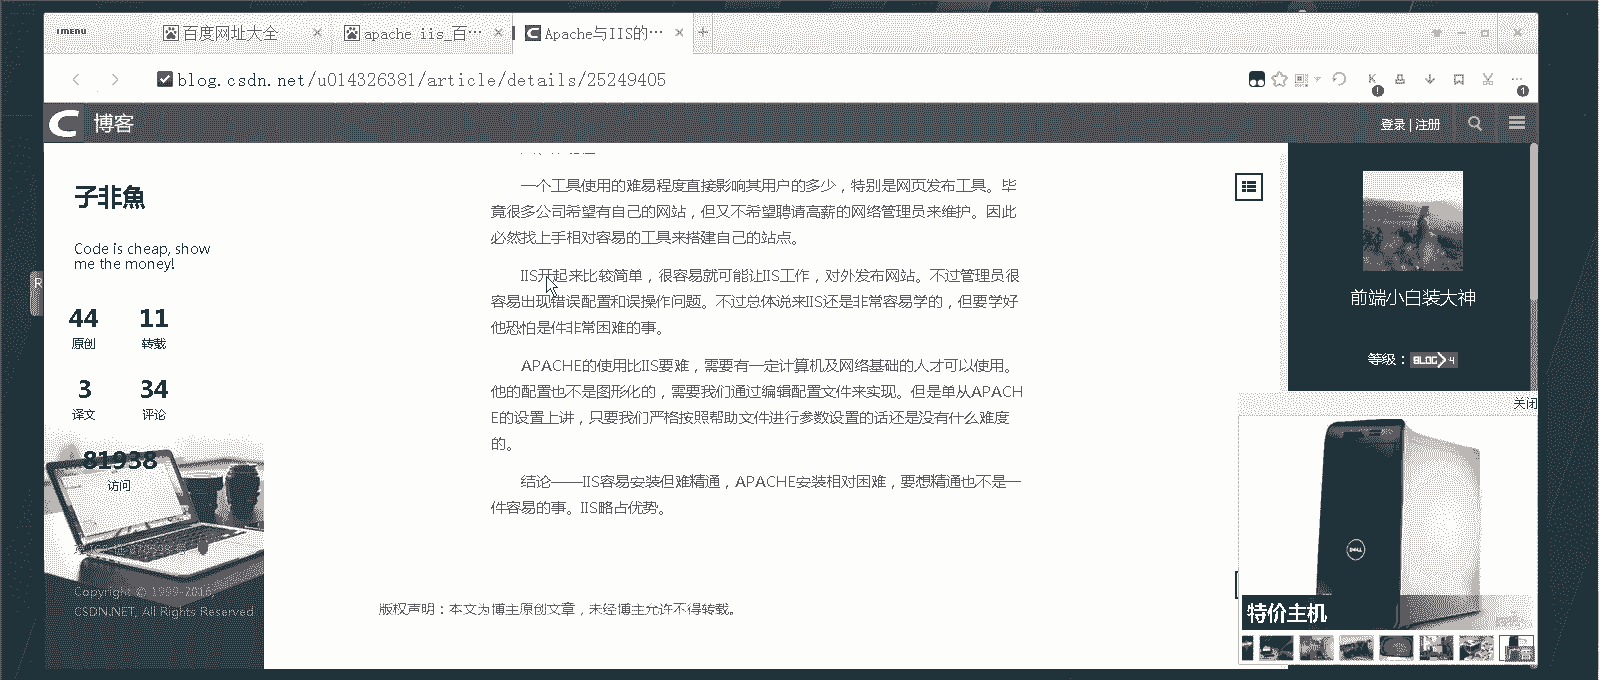 IMENU
百度网址大全
apache iis_百…
Apache与IIS的…
blog.csdn.net/u014326381/article/details/25249405
博客
登录 | 注册
子非魚
Code is cheap, show
me the money!
44
11
原创
转载
3
34
译文
评论
81938
访问
Copyright © 1999-2016,
CSDN.NET, All Rights Reserved
一个工具使用的难易程度直接影响其用户的多少，特别是网页发布工具。毕
竟很多公司希望有自己的网站，但又不希望聘请高薪的网络管理员来维护。因此
必然找上手相对容易的工具来搭建自己的站点。
IIS开起来比较简单，很容易就可能让IIS工作，对外发布网站。不过管理员很
容易出现错误配置和误操作问题。不过总体说来IIS还是非常容易学的，但要学好
他恐怕是件非常困难的事。
APACHE的使用比IIS要难，需要有一定计算机及网络基础的人才可以使用。
他的配置也不是图形化的，需要我们通过编辑配置文件来实现。但是单从APACH
E的设置上讲，只要我们严格按照帮助文件进行参数设置的话还是没有什么难度
的。
结论——IIS容易安装但难精通，APACHE安装相对困难，要想精通也不是一
件容易的事。IIS略占优势。
版权声明：本文为博主原创文章，未经博主允许不得转载。
前端小白装大神
等级：BLOG 4
关闭
DELL
特价主机